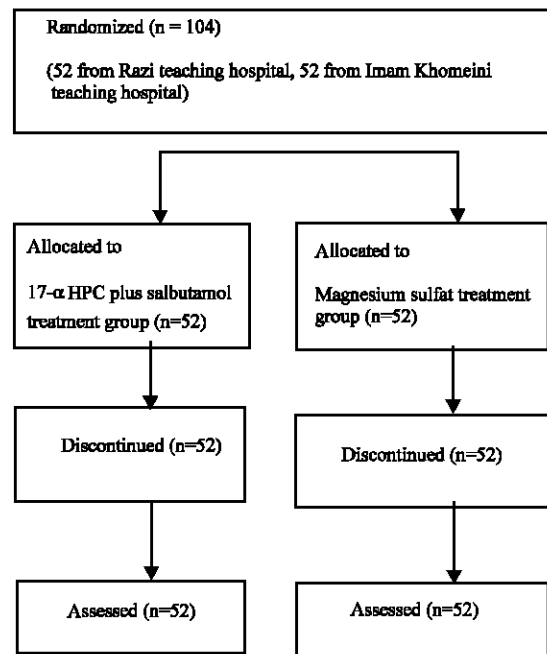 Randomized (n = 104)
(52 from Razi teaching hospital, 52 from Imam Khomeini
teaching hospital)
Allocated to
17-α HPC plus salbutamol
treatment group (n=52)
Allocated to
Magnesium sulfat treatment
group (n=52)
Discontinued (n=52)
Discontinued (n=52)
Assessed (n=52)
Assessed (n=52)